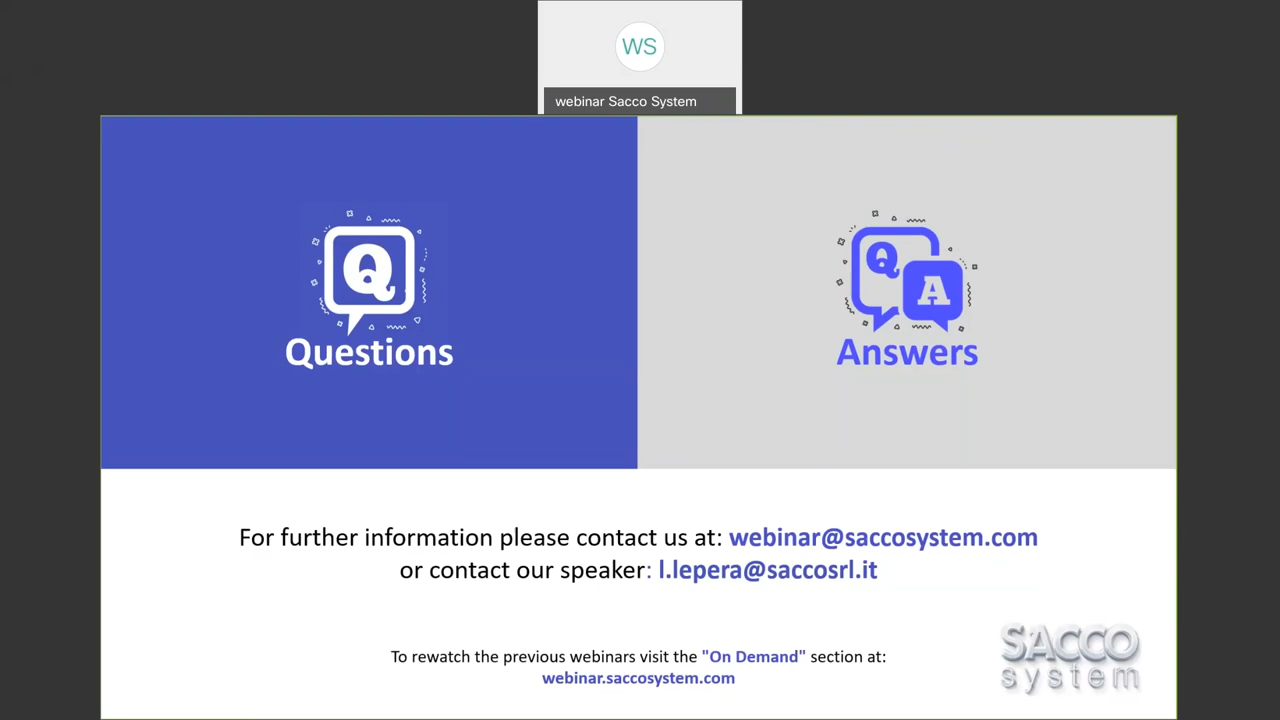 WS
webinar Sacco System
Q
Questions
Q
A
Answers
For further information please contact us at: webinar@saccosystem.com
or contact our speaker: l.lepera@saccosrl.it
To rewatch the previous webinars visit the "On Demand" section at:
webinar.saccosystem.com
SACCO
system